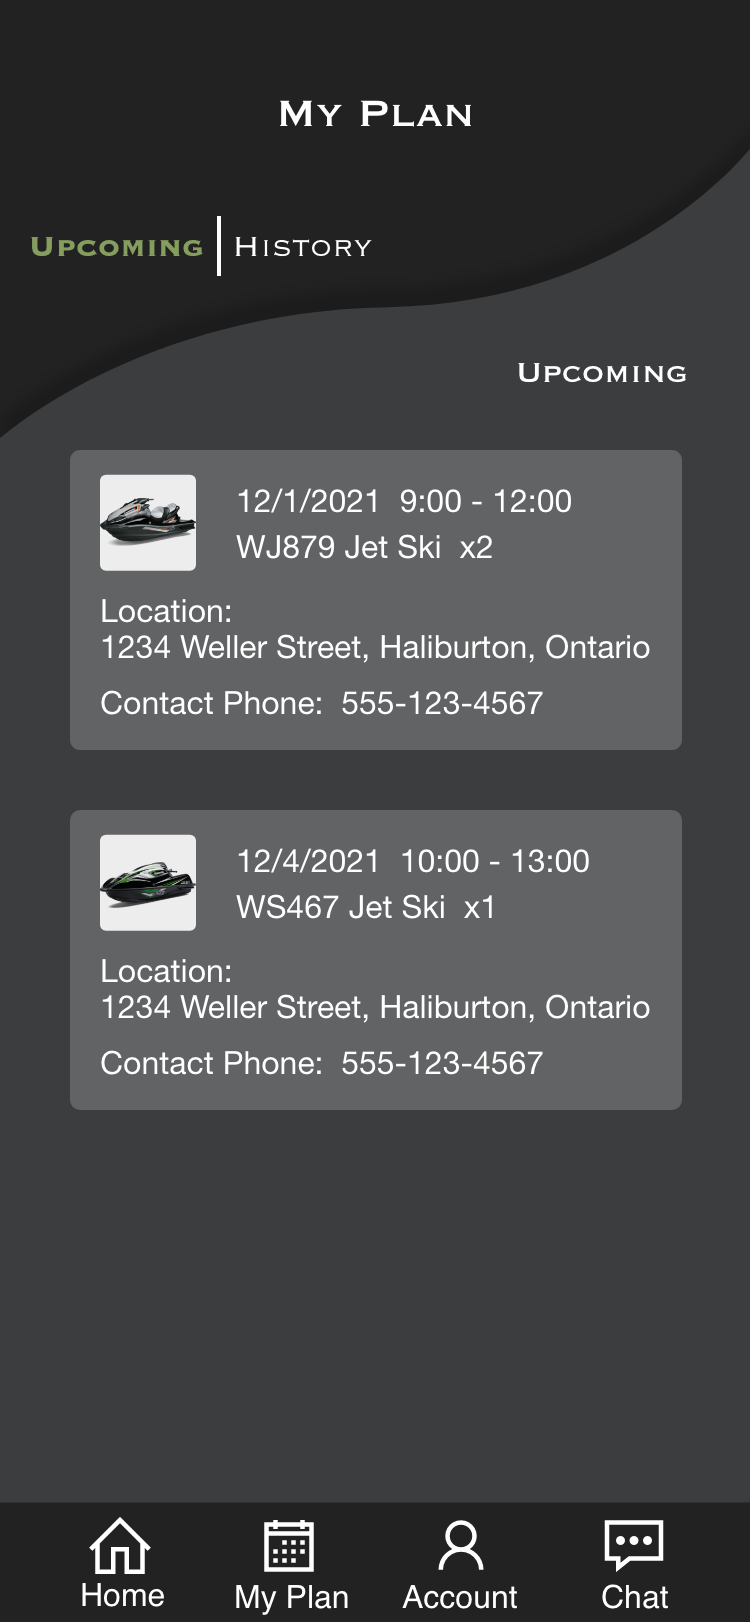 My Plan
Upcoming
History
Upcoming
12/1/2021 9:00 - 12:00
WJ879 Jet Ski x2
Location:
1234 Weller Street, Haliburton, Ontario
Contact Phone: 555-123-4567
12/4/2021 10:00 - 13:00
WS467 Jet Ski x1
Location:
1234 Weller Street, Haliburton, Ontario
Contact Phone: 555-123-4567
Home
My Plan
Account
Chat